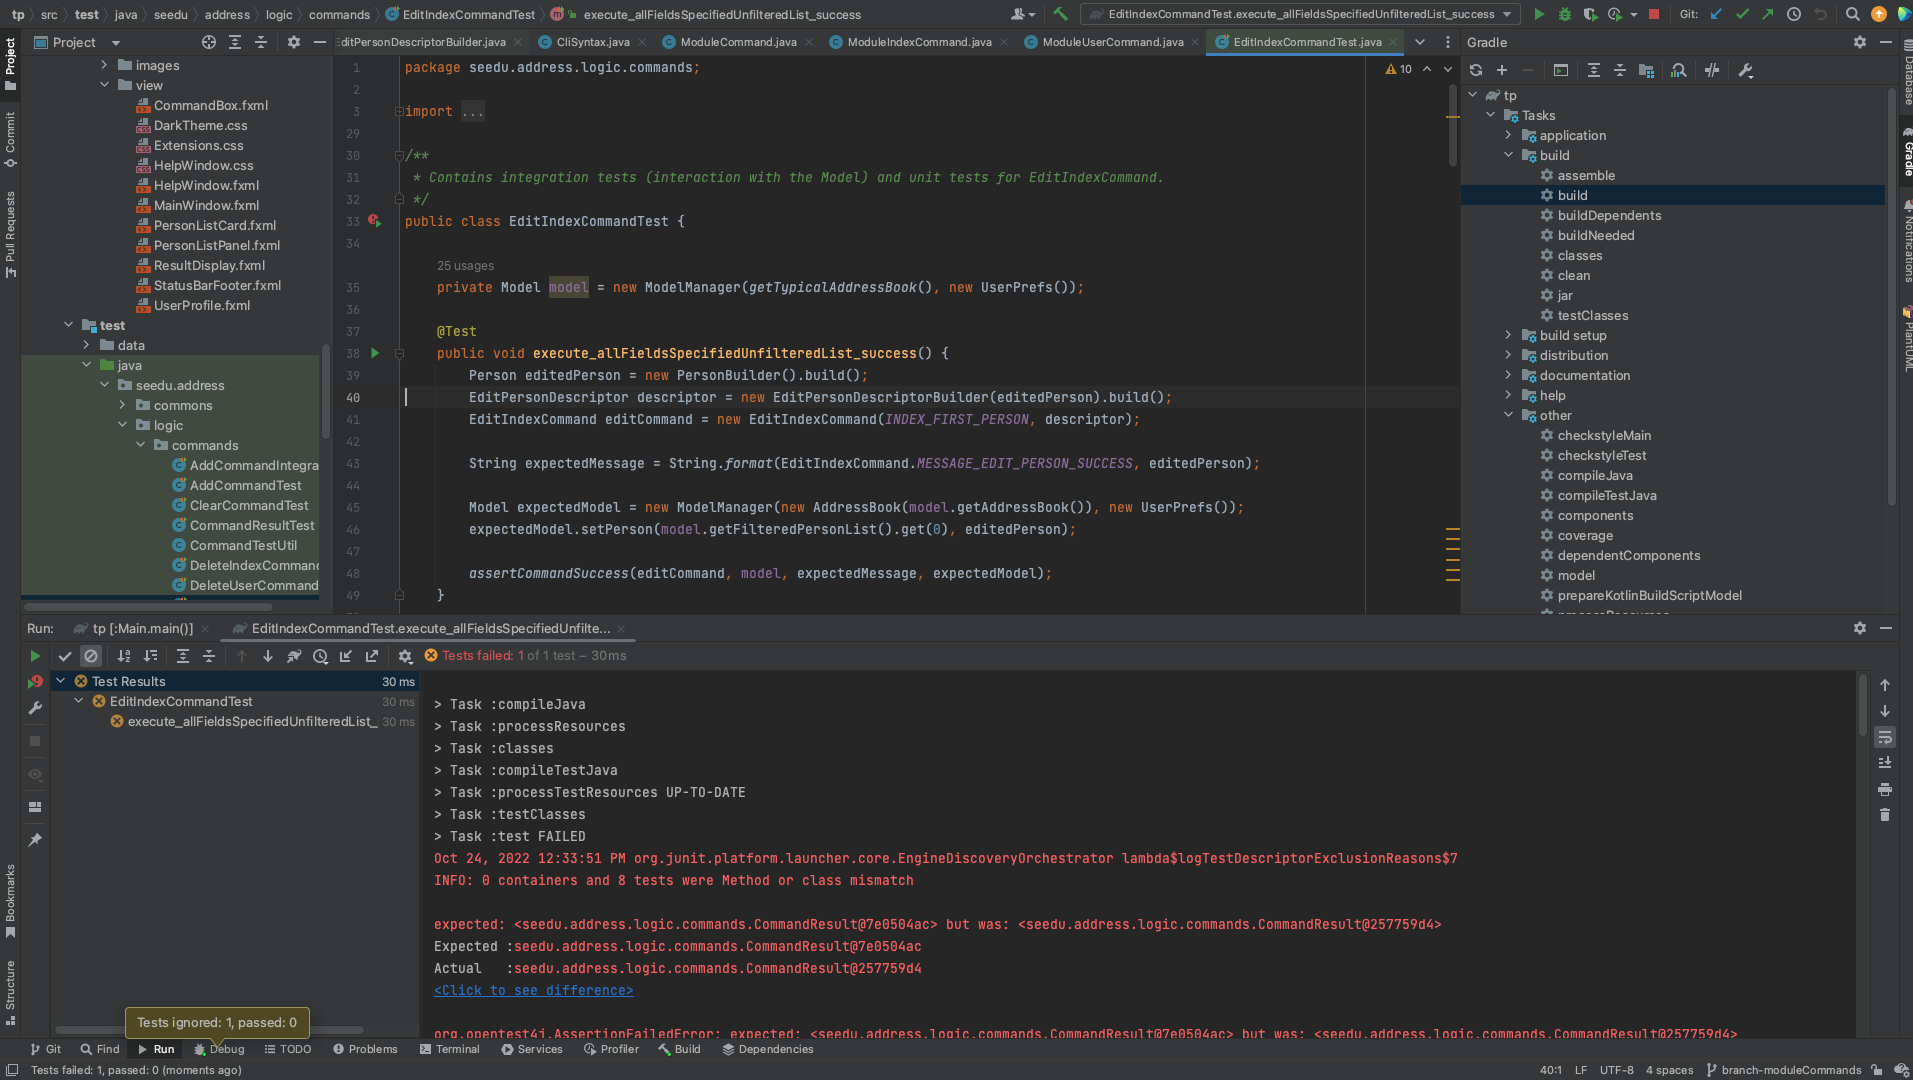 tp src test java seedu address logic commands EditIndexCommandTest execute_allFieldsSpecifiedUnfilteredList_success
EditIndexCommandTest.execute_allFieldsSpecifiedUnfilteredList_success
Git:
Project
ditPersonDescriptorBuilder.java
CliSyntax.java
ModuleCommand.java
ModuleIndexCommand.java
ModuleUserCommand.java
EditIndexCommandTest.java
Gradle
Project
Commit
Pull Requests
Bookmarks
Structure
images
view
CommandBox.fxml
DarkTheme.css
Extensions.css
HelpWindow.css
HelpWindow.fxml
MainWindow.fxml
PersonListCard.fxml
PersonListPanel.fxml
ResultDisplay.fxml
StatusBarFooter.fxml
UserProfile.fxml
test
data
java
seedu.address
commons
logic
commands
AddCommandIntegra
AddCommandTest
ClearCommandTest
CommandResultTest
CommandTestUtil
DeleteIndexCommand
DeleteUserCommand
10
1 package seedu.address.logic.commands;
2
3 import ...
29
30 /**
31 * Contains integration tests (interaction with the Model) and unit tests for EditIndexCommand.
32 */
33 public class EditIndexCommandTest {
34
25 usages
35 private Model model = new ModelManager(getTypicalAddressBook(), new UserPrefs());
36
37 @Test
38 public void execute_allFieldsSpecifiedUnfilteredList_success() {
39 Person editedPerson = new PersonBuilder().build();
40 EditPersonDescriptor descriptor = new EditPersonDescriptorBuilder(editedPerson).build();
41 EditIndexCommand editCommand = new EditIndexCommand(INDEX_FIRST_PERSON, descriptor);
42
43 String expectedMessage = String.format(EditIndexCommand.MESSAGE_EDIT_PERSON_SUCCESS, editedPerson);
44
45 Model expectedModel = new ModelManager(new AddressBook(model.getAddressBook()), new UserPrefs());
46 expectedModel.setPerson(model.getFilteredPersonList().get(0), editedPerson);
47
48 assertCommandSuccess(editCommand, model, expectedMessage, expectedModel);
49 }
tp
Tasks
application
build
assemble
build
buildDependents
buildNeeded
classes
clean
jar
testClasses
build setup
distribution
documentation
help
other
checkstyleMain
checkstyleTest
compileJava
compileTestJava
components
coverage
dependentComponents
model
prepareKotlinBuildScriptModel
Database
Gradle
Notifications
PlantUML
Run:
tp [:Main.main()]
EditIndexCommandTest.execute_allFieldsSpecifiedUnfilte...
Tests failed: 1 of 1 test – 30 ms
Test Results 30 ms
EditIndexCommandTest 30 ms
execute_allFieldsSpecifiedUnfilteredList_ 30 ms
> Task :compileJava
> Task :processResources
> Task :classes
> Task :compileTestJava
> Task :processTestResources UP-TO-DATE
> Task :testClasses
> Task :test FAILED
Oct 24, 2022 12:33:51 PM org.junit.platform.launcher.core.EngineDiscoveryOrchestrator lambda$logTestDescriptorExclusionReasons$7
INFO: 0 containers and 8 tests were Method or class mismatch
expected: <seedu.address.logic.commands.CommandResult@7e0504ac> but was: <seedu.address.logic.commands.CommandResult@257759d4>
Expected :seedu.address.logic.commands.CommandResult@7e0504ac
Actual :seedu.address.logic.commands.CommandResult@257759d4
<Click to see difference>
org.opentest4j.AssertionFailedError: expected: <seedu.address.logic.commands.CommandResult@7e0504ac> but was: <seedu.address.logic.commands.CommandResult@257759d4>
Tests ignored: 1, passed: 0
Git Find Run Debug TODO Problems Terminal Services Profiler Build Dependencies
Tests failed: 1, passed: 0 (moments ago)
40:1 LF UTF-8 4 spaces branch-moduleCommands